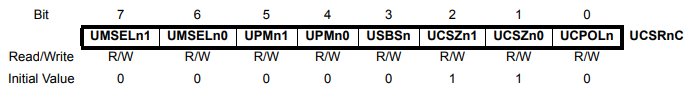 Bit 7 6 5 4 3 2 1 0
UMSELn1 UMSELn0 UPMn1 UPMn0 USBSn UCSZn1 UCSZn0 UCPOLn UCSRnC
Read/Write R/W R/W R/W R/W R/W R/W R/W R/W
Initial Value 0 0 0 0 0 1 1 0